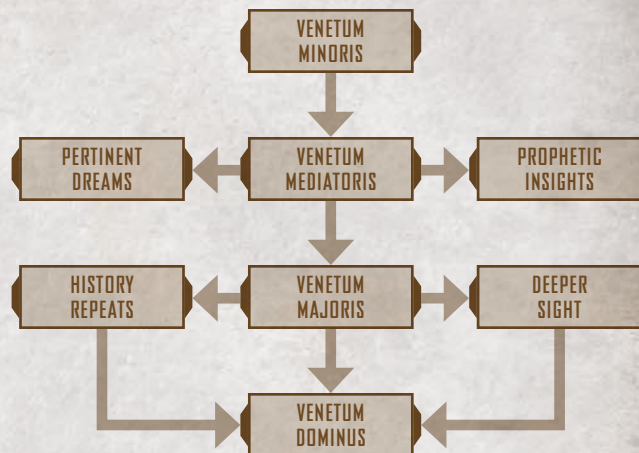 VENETUM
MINORIS
PERTINENT
DREAMS
VENETUM
MEDIATORIS
PROPHETIC
INSIGHTS
HISTORY
REPEATS
VENETUM
MAJORIS
DEEPER
SIGHT
VENETUM
DOMINUS